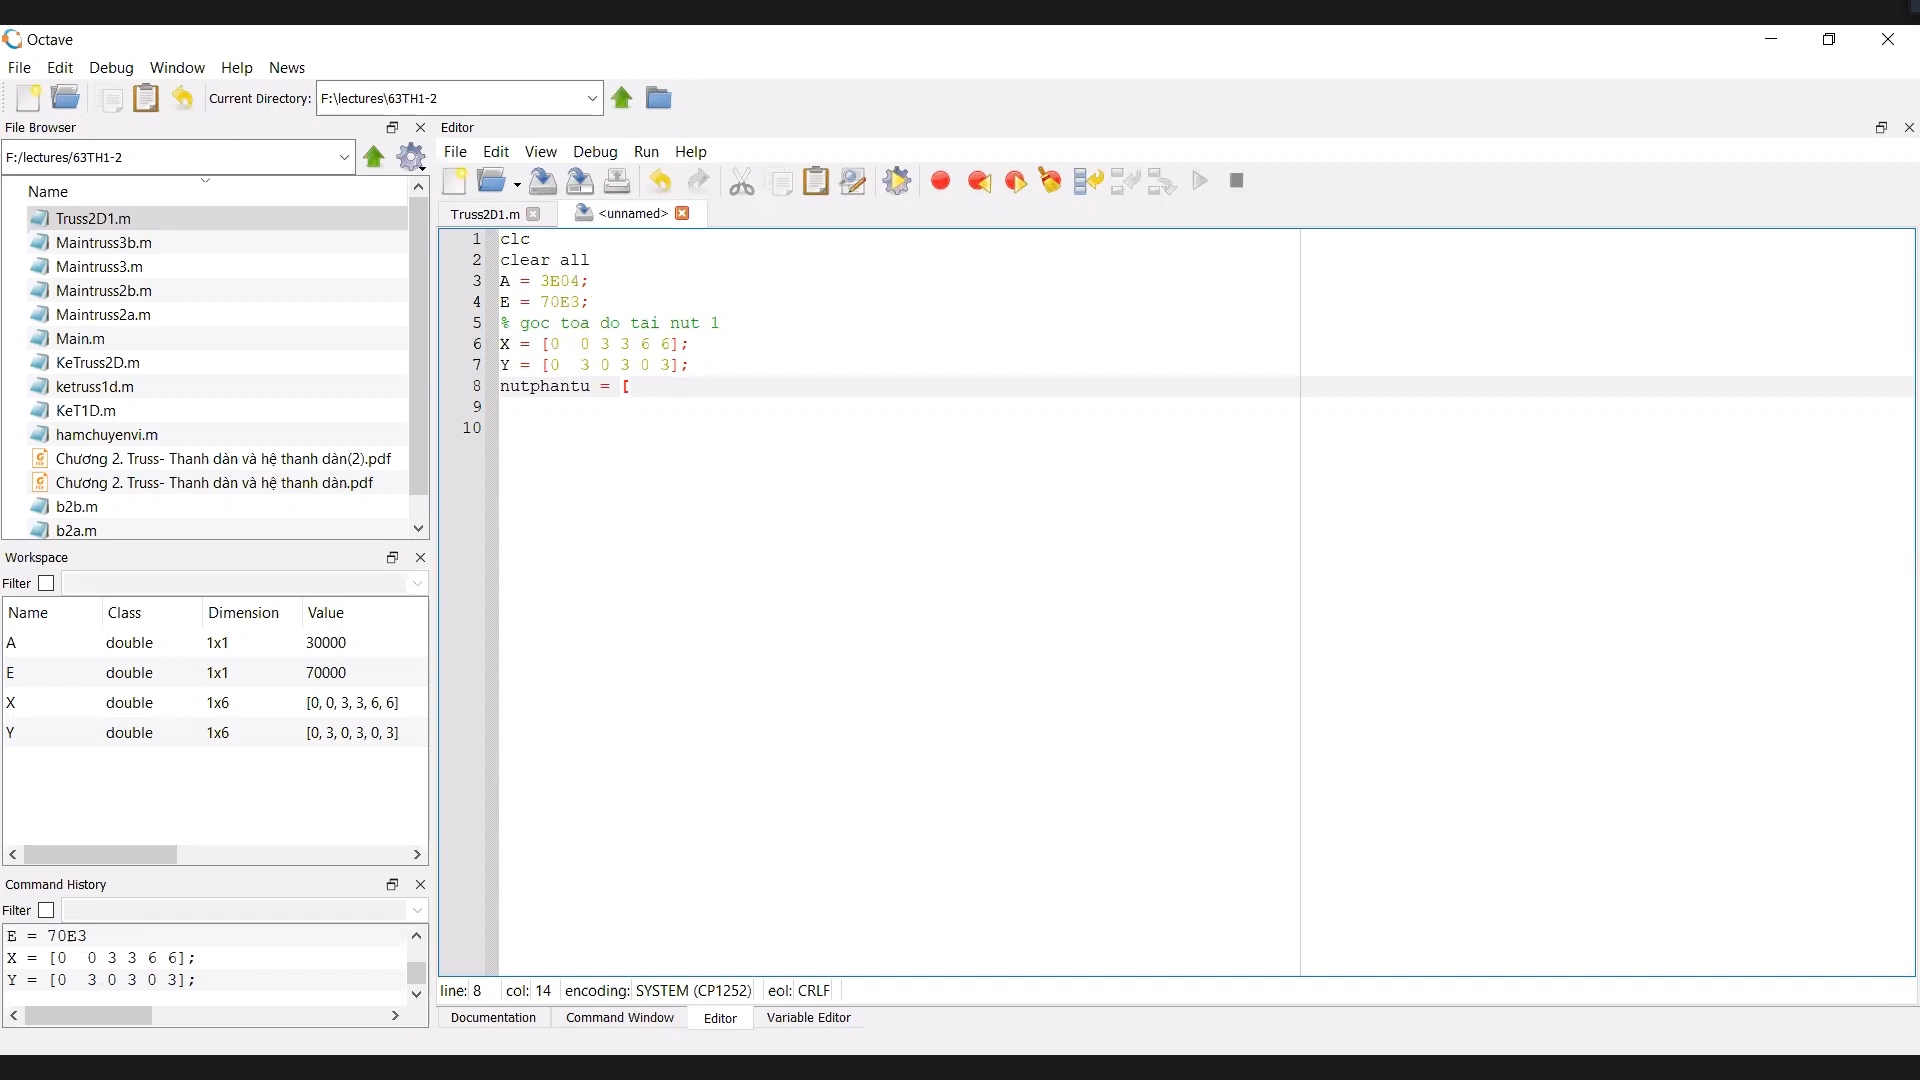 Octave
File Edit Debug Window Help News
Current Directory: F:\lectures\63TH1-2
File Browser
F:/lectures/63TH1-2
Name
Truss2D1.m
Maintruss3b.m
Maintruss3.m
Maintruss2b.m
Maintruss2a.m
Main.m
KeTruss2D.m
ketruss1d.m
KeT1D.m
hamchuyenvi.m
Chương 2. Truss- Thanh dàn và hệ thanh dàn(2).pdf
Chương 2. Truss- Thanh dàn và hệ thanh dàn.pdf
b2b.m
b2a.m
Workspace
Filter
Name Class Dimension Value
A double 1x1 30000
E double 1x1 70000
X double 1x6 [0, 0, 3, 3, 6, 6]
Y double 1x6 [0, 3, 0, 3, 0, 3]
Command History
Filter
E = 70E3
X = [0  0 3 3 6 6];
Y = [0  3 0 3 0 3];
Editor
File Edit View Debug Run Help
Truss2D1.m <unnamed>
1 clc
2 clear all
3 A = 3E04;
4 E = 70E3;
5 % goc toa do tai nut 1
6 X = [0  0 3 3 6 6];
7 Y = [0  3 0 3 0 3];
8 nutphantu = [
9
10
line: 8 col: 14 encoding: SYSTEM (CP1252) eol: CRLF
Documentation Command Window Editor Variable Editor